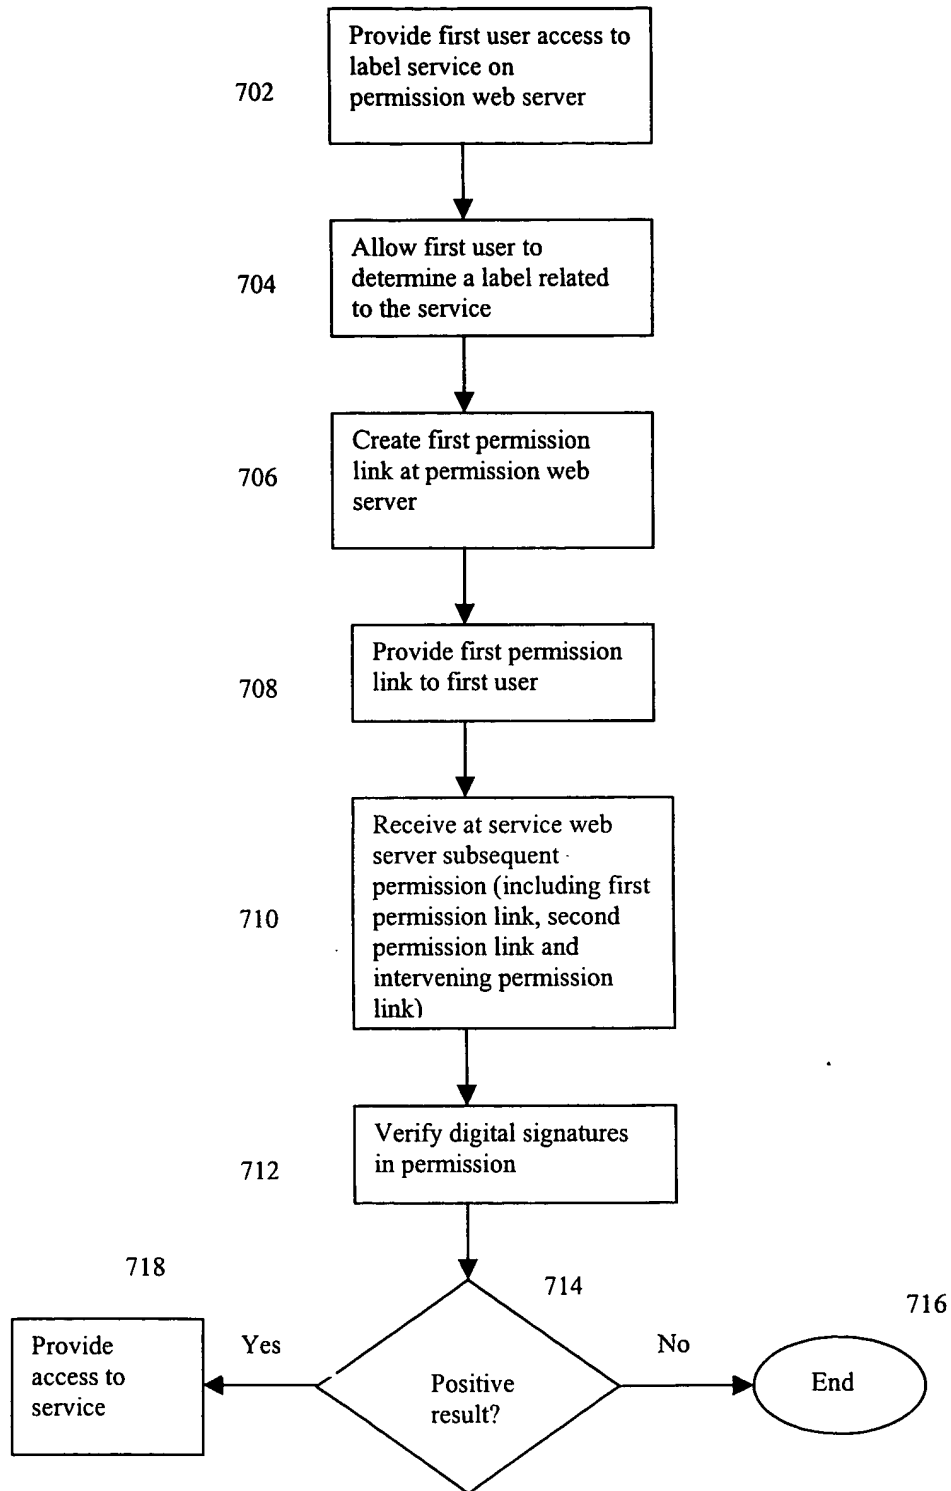 Provide first user access to
label service on
permission web server
702
Allow first user to
determine a label related
to the service
704
Create first permission
link at permission web
server
706
Provide first permission
link to first user
708
Receive at service web
server subsequent
permission (including first
permission link, second
permission link and
intervening permission
link)
710
Verify digital signatures
in permission
712
718
714
716
Provide
access to
service
Yes
Positive
result?
No
End